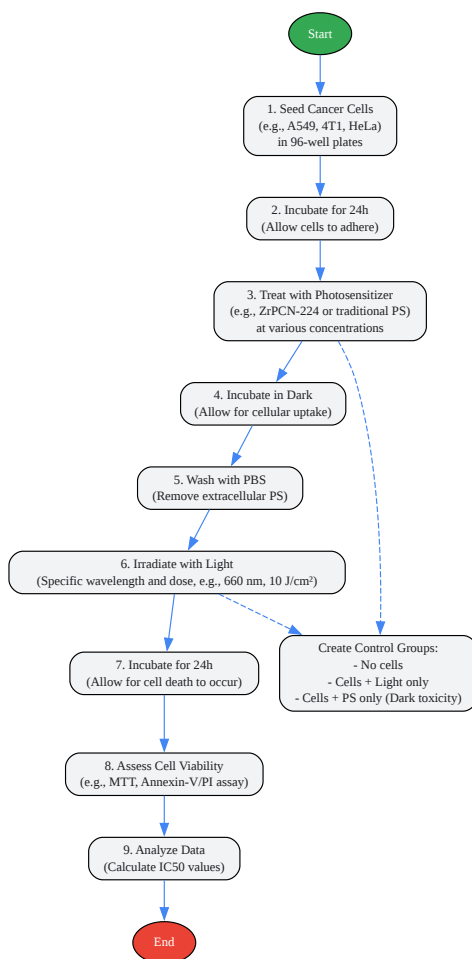 Start
1. Seed Cancer Cells
(e.g., A549, 4T1, HeLa)
in 96-well plates
2. Incubate for 24h
(Allow cells to adhere)
3. Treat with Photosensitizer
(e.g., ZrPCN-224 or traditional PS)
at various concentrations
4. Incubate in Dark
(Allow for cellular uptake)
5. Wash with PBS
(Remove extracellular PS)
6. Irradiate with Light
(Specific wavelength and dose, e.g., 660 nm, 10 J/cm²)
Create Control Groups:
- No cells
- Cells + Light only
- Cells + PS only (Dark toxicity)
7. Incubate for 24h
(Allow for cell death to occur)
8. Assess Cell Viability
(e.g., MTT, Annexin-V/PI assay)
9. Analyze Data
(Calculate IC50 values)
End